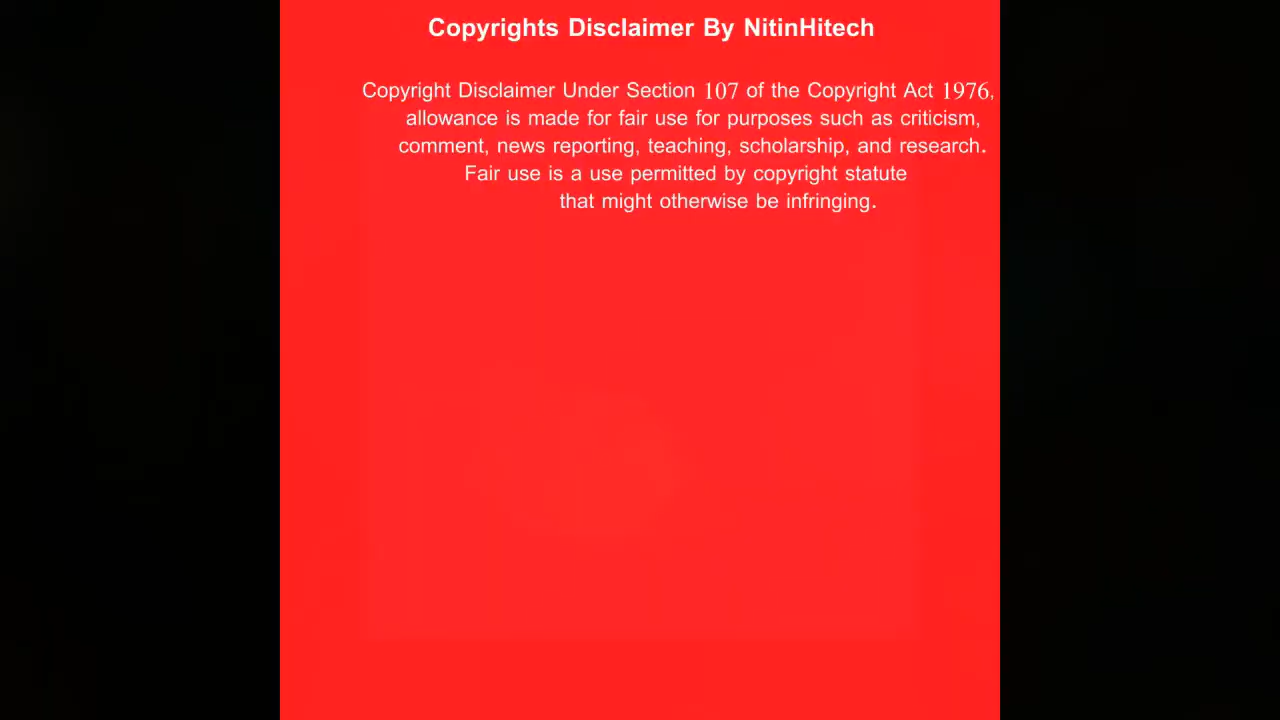 Copyrights Disclaimer By NitinHitech
Copyright Disclaimer Under Section 107 of the Copyright Act 1976,
allowance is made for fair use for purposes such as criticism,
comment, news reporting, teaching, scholarship, and research.
Fair use is a use permitted by copyright statute
that might otherwise be infringing.